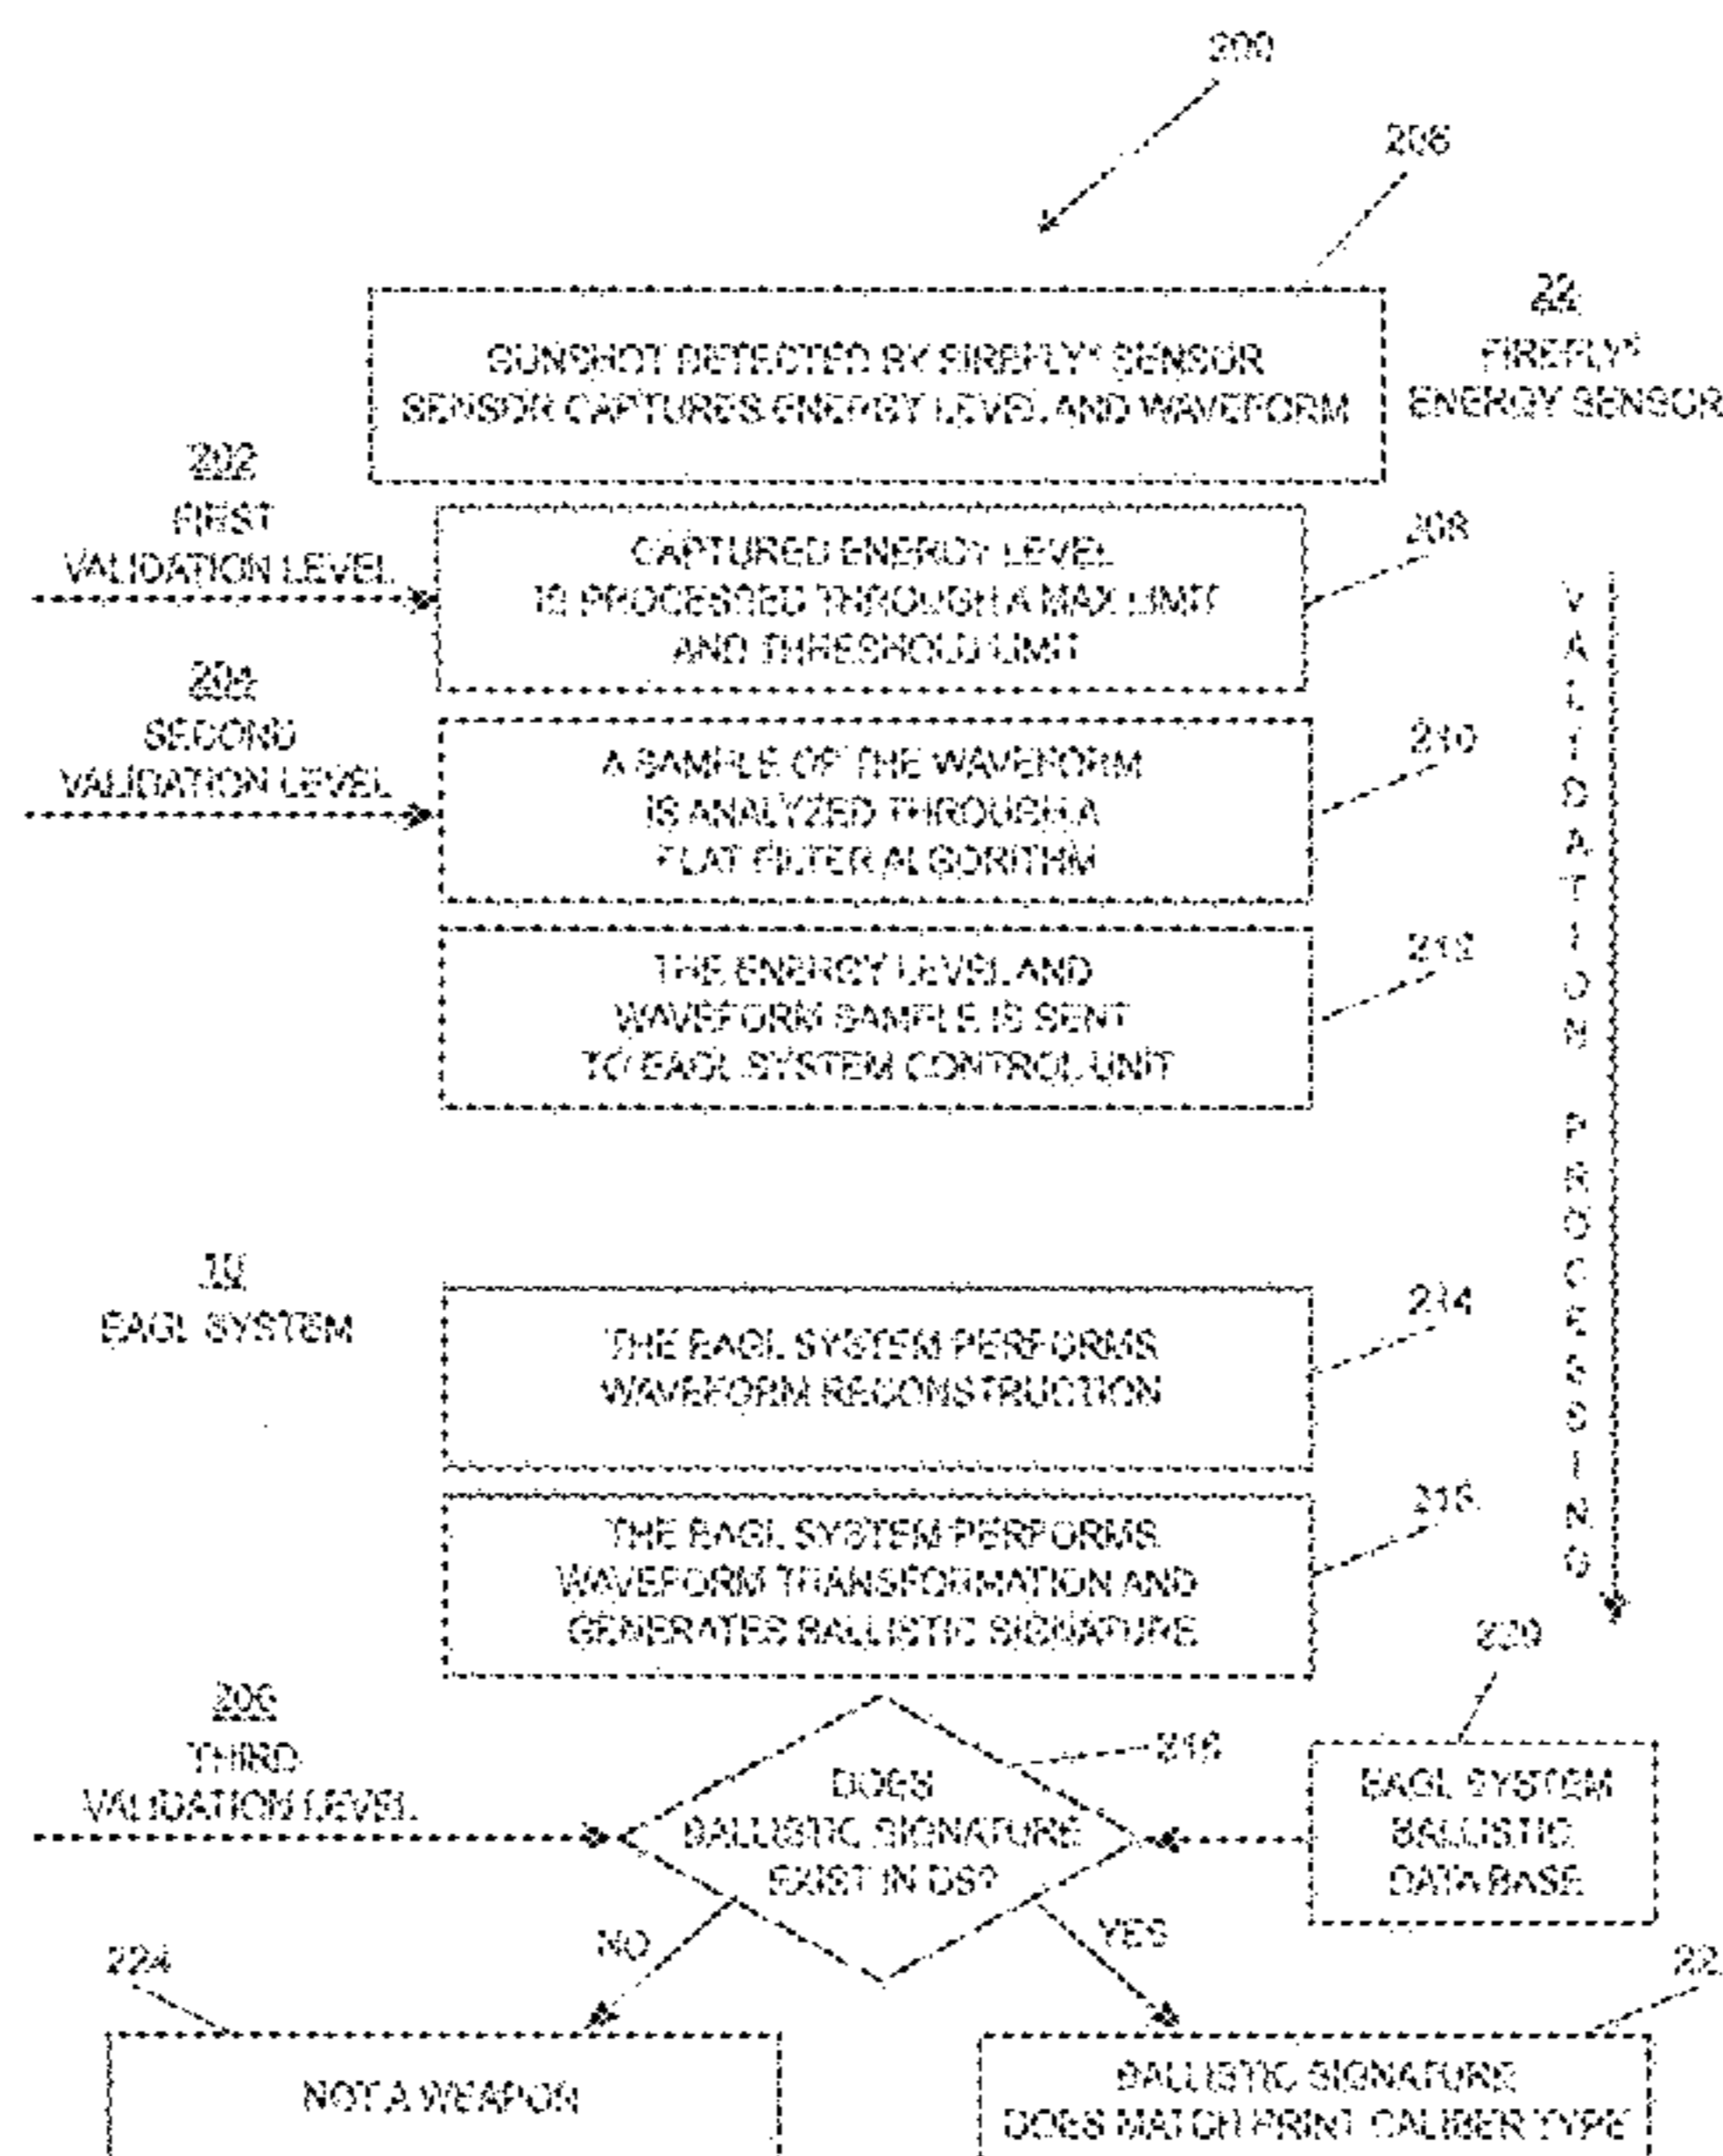 200
206
GUNSHOT DETECTED BY FIREFLY® SENSOR
SENSOR CAPTURES ENERGY LEVEL AND WAVEFORM
22
FIREFLY®
ENERGY SENSOR
202
FIRST
VALIDATION LEVEL
CAPTURED ENERGY LEVEL
IS PROCESSED THROUGH A MAX LIMIT
AND THRESHOLD LIMIT
208
204
SECOND
VALIDATION LEVEL
A SAMPLE OF THE WAVEFORM
IS ANALYZED THROUGH A
FLAT FILTER ALGORITHM
210
THE ENERGY LEVEL AND
WAVEFORM SAMPLE IS SENT
TO EAGL SYSTEM CONTROL UNIT
212
VALIDATION PROCESSING
10
EAGL SYSTEM
THE EAGL SYSTEM PERFORMS
WAVEFORM RECONSTRUCTION
214
THE EAGL SYSTEM PERFORMS
WAVEFORM TRANSFORMATION AND
GENERATES BALLISTIC SIGNATURE
216
206
THIRD
VALIDATION LEVEL
DOES
BALLISTIC SIGNATURE
EXIST IN
220
EAGL SYSTEM
BALLISTIC
DATA BASE
NO
YES
224
NOT A WEAPON
22
BALLISTIC SIGNATURE
DOES MATCH PRINT CALIBER TYPE